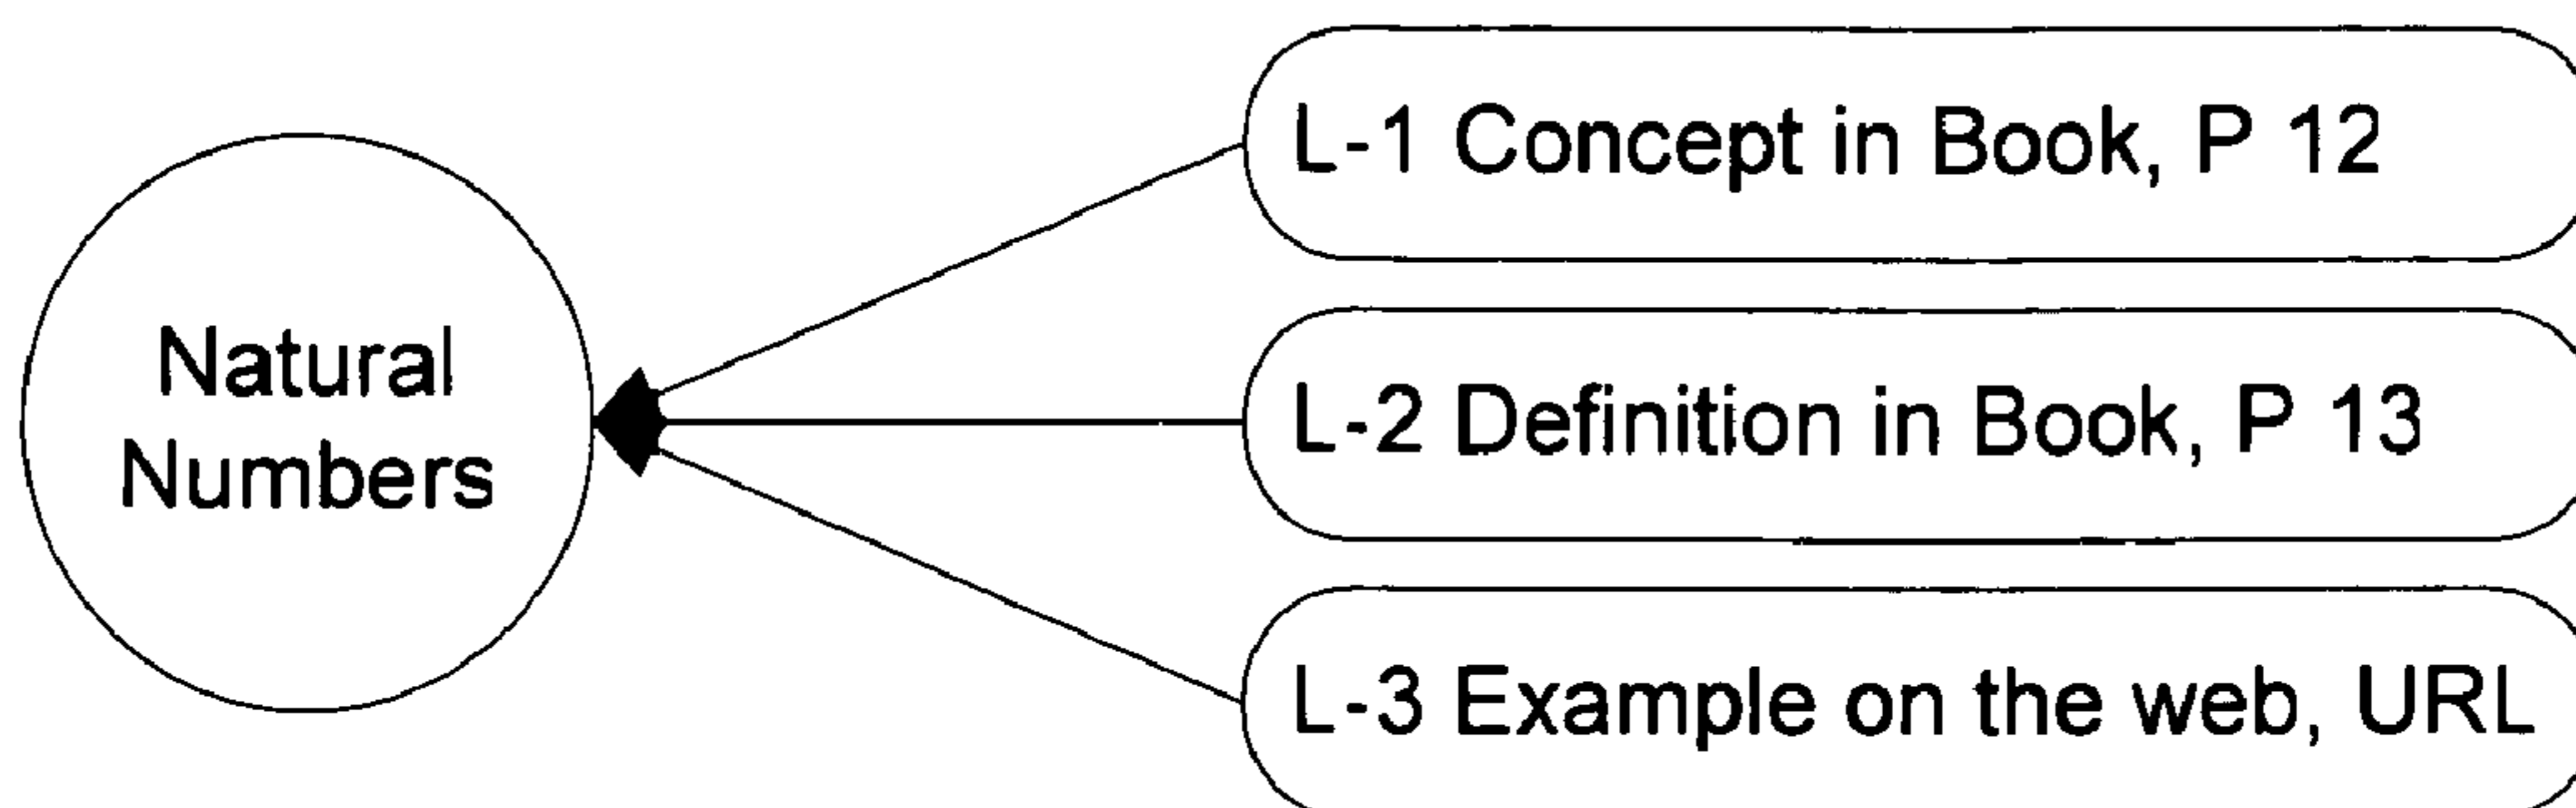 Natural
Numbers
L-1 Concept in Book, P 12
L-2 Definition in Book, P 13
L-3 Example on the web, URL